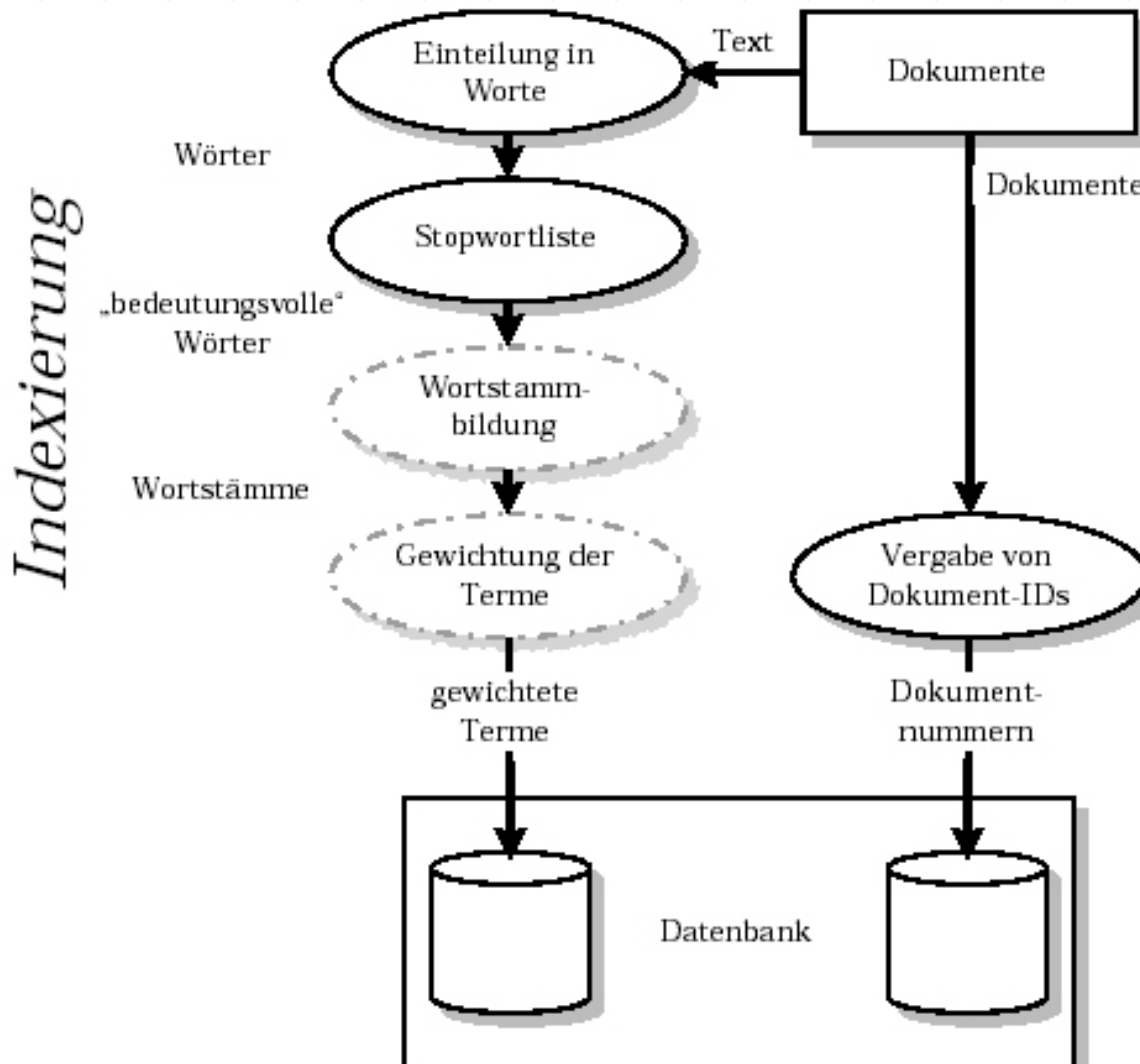 Indexierung
Einteilung in
Worte
Text
Dokumente
Wörter
Dokumente
Stopwortliste
„bedeutungsvolle“
Wörter
Wortstamm-
bildung
Wortstämme
Gewichtung der
Terme
Vergabe von
Dokument-IDs
gewichtete
Terme
Dokument-
nummern
Datenbank